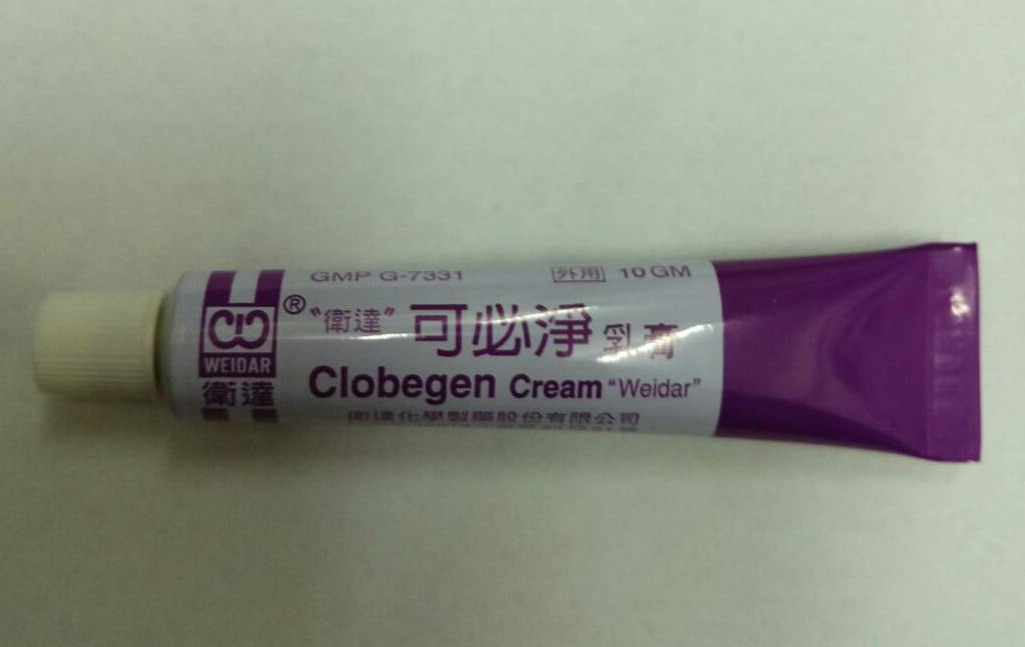 GMP G-7331 外用 10 GM
WEIDAR
衛達
®
"衛達" 可必淨 乳膏
Clobegen Cream "Weidar"
衛達化學製藥股份有限公司